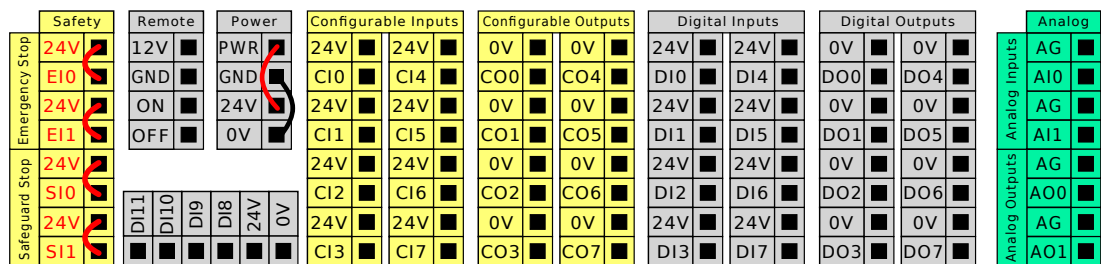 Safety
Emergency Stop
24V
EI0
24V
EI1
Safeguard Stop
24V
SI0
24V
SI1
Remote
12V
GND
ON
OFF
Power
PWR
GND
24V
0V
DI11
DI10
DI9
DI8
24V
0V
Configurable Inputs
24V 24V
CI0 CI4
24V 24V
CI1 CI5
24V 24V
CI2 CI6
24V 24V
CI3 CI7
Configurable Outputs
0V 0V
CO0 CO4
0V 0V
CO1 CO5
0V 0V
CO2 CO6
0V 0V
CO3 CO7
Digital Inputs
24V 24V
DI0 DI4
24V 24V
DI1 DI5
24V 24V
DI2 DI6
24V 24V
DI3 DI7
Digital Outputs
0V 0V
DO0 DO4
0V 0V
DO1 DO5
0V 0V
DO2 DO6
0V 0V
DO3 DO7
Analog
Analog Inputs
AG
AI0
AG
AI1
Analog Outputs
AG
AO0
AG
AO1